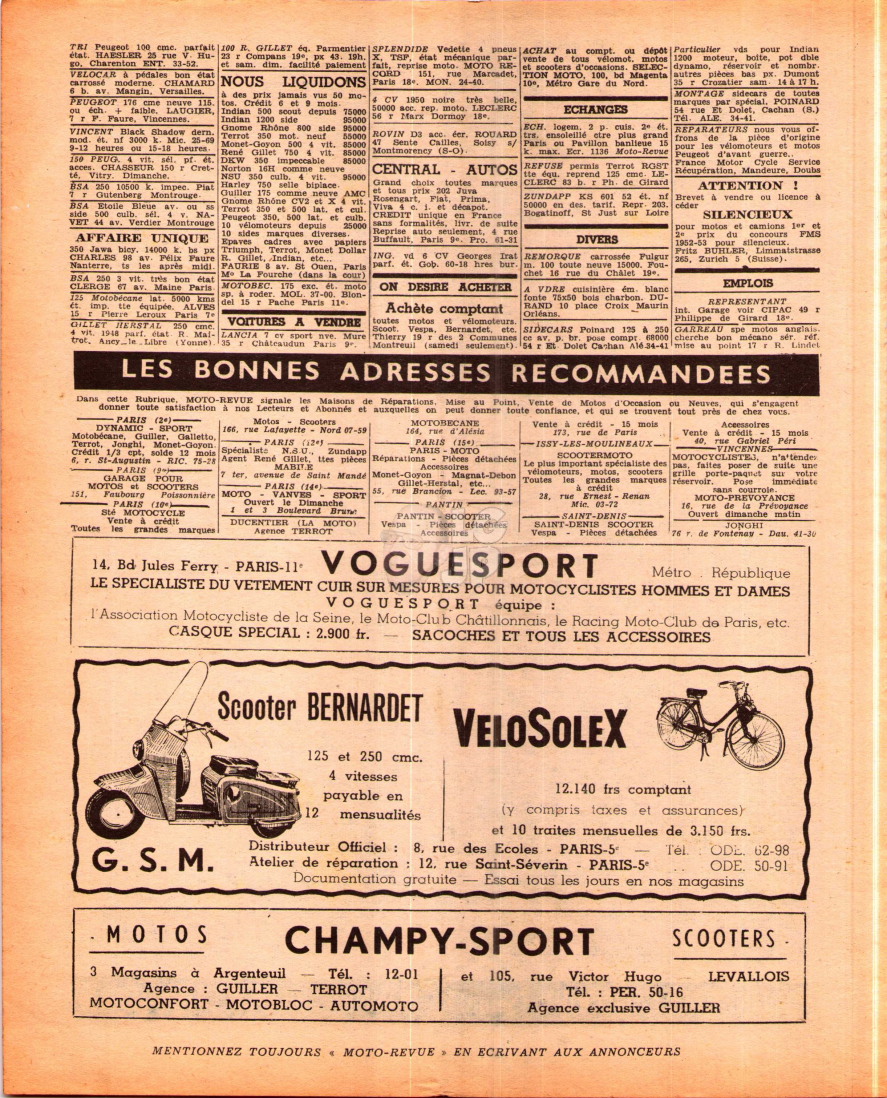 TRI Peugeot 100 cmc. parfait
état. HAESLER 25 rue V. Hu-
go, Charenton ENT. 33-52.
VELOCAR à pédales bon état
carrossé moderne. CHAMARD
6 b. av. Mangin, Versailles.
PEUGEOT 176 cme neuve 115.
ou éch. + faible, LAUGIER,
7 r F. Faure, Vincennes.
VINCENT Black Shadow dern.
mod. ét. nf 3000 k. Mic. 25-69
9-12 heures ou 15-18 heures.
150 PEUG. 4 vit. sél. pf. ét.
acces. CHASSEUR 150 r Cret-
té, Vitry. Dimanche.
BSA 250 10500 k. impec. Piat
7 r Gutenberg Montrouge.
BSA Etoile Bleue av. ou ss
side 500 culb. sél. 4 v. NA-
VET 44 av. Verdier Montrouge
AFFAIRE UNIQUE
350 Jawa bicy. 14000 k. bs px
CHARLES 98 av. Félix Faure
Nanterre, ts les après midi.
BSA 250 3 vit. très bon état
CLERGE 67 av. Maine Paris.
125 Motobécane lat. 5000 kms
ét. imp. tte équipée. ALVES
15 r Pierre Leroux Paris 7e
GILLET HERSTAL 250 cmc.
4 vit. 1948 parf. état R. Maî-
trot. Ancy le Libre (Yonne).
100 R. GILLET éq. Parmentier
23 r Compans 19e, px 43. 19h.
et sam. dim. facilité paiement
NOUS LIQUIDONS
à des prix jamais vus 50 mo-
tos. Crédit 6 et 9 mois.
Indian 500 scout depuis 75000
Indian 1200 side 95000
Gnome Rhône 800 side 95000
Terrot 350 mot. neuf 55000
Monet-Goyon 500 4 vit. 85000
René Gillet 750 4 vit. 85000
DKW 350 impeccable 85000
Norton 16H comme neuve
NSU 350 culb. 4 vit. 95000
Harley 750 selle biplace.
Guiller 175 comme neuve AMC
Gnome Rhône CV2 et X 4 vit.
Terrot 350 et 500 lat. et cul.
Peugeot 350, 500 lat. et culb.
10 vélomoteurs depuis 25000
10 sides marques diverses.
Epaves cadres avec papiers
Triumph, Terrot, Monet Dollar
R. Gillet, Indian, etc...
PAURIE 8 av. St Ouen, Paris
Mo La Fourche (dans la cour)
MOTOBEC. 175 exc. ét. moto
sp. à roder. MOL. 37-00. Blon-
del 15 r Pache Paris 11e.
VOITURES A VENDRE
LANCIA 7 cv sport nve. Mure
35 r Châteaudun Paris 9e.
SPLENDIDE Vedette 4 pneus
X, TSF, état mécanique par-
fait, reprise moto. MOTO RE-
CORD 151, rue Marcadet,
Paris 18e. MON. 24-40.
4 CV 1950 noire très belle,
50000 acc. rep. moto. LECLERC
56 r Marx Dormoy 18e.
ROVIN D3 acc. éer. ROUARD
47 Sente Cailles, Soisy s/
Montmorency (S-O).
CENTRAL - AUTOS
Grand choix toutes marques
et tous prix 202 Juva
Rosengart, Fiat, Prima,
Viva 4 c. i. et décapot.
CREDIT unique en France
sans formalités, livr. de suite
Reprise auto seulement, 4 rue
Buffault, Paris 9e. Pro. 61-31
ING. vd 6 CV Georges Irat
parf. ét. Gob. 60-18 hres bur.
ON DESIRE ACHETER
Achète comptant
toutes motos et vélomoteurs.
Scoot. Vespa, Bernardet, etc.
Thierry 19 r des 2 Communes
Montreuil (samedi seulement).
ACHAT au compt. ou dépôt
vente de tous vélomot. motos
et scooters d'occasions. SELEC-
TION MOTO, 100, bd Magenta
10e, Métro Gare du Nord.
ECHANGES
ECH. logem. 2 p. cuis. 2e ét.
trs. ensoleillé ctre plus grand
Paris ou Pavillon banlieue 15
k. max. Ecr. 1136 Moto-Revue
REFUSE permis Terrot RGST
tte équ. reprend 125 cmc. LE-
CLERC 83 b. r Ph. de Girard
ZUNDAPP KS 601 52 ét. nf
50000 en des. tarif. Repr 203.
Bogatinoff, St Just sur Loire
DIVERS
REMORQUE carrossée Fulgur
m. 100 toute neuve 15000. Fou-
chet 16 rue du Châlet 19e.
A VDRE cuisinière ém. blanc
fonte 75x50 bois charbon. DU-
RAND 10 place Croix Maurin
Orléans.
SIDECARS Poinard 125 à 250
cc av. p. br. pose compr. 68000
54 r Et Dolet Cachan Alé 34-41
Particulier vds pour Indian
1200 moteur, boîte, pot dble
dynamo, réservoir et nombr.
autres pièces bas px. Dumont
35 r Crozatier sam. 14 à 17 h.
MONTAGE sidecars de toutes
marques par spécial. POINARD
54 rue Et Dolet, Cachan (S.)
Tél. ALE. 34-41.
REPARATEURS nous vous of-
frons de la pièce d'origine
pour les vélomoteurs et motos
Peugeot d'avant guerre.
France Motor Cycle Service
Récupération, Mandeure, Doubs
ATTENTION !
Brevet à vendre ou licence à
céder
SILENCIEUX
pour motos et camions 1er et
2e prix du concours FMS
1952-53 pour silencieux.
Fritz BUHLER, Limmatstrasse
265, Zurich 5 (Suisse).
EMPLOIS
REPRESENTANT
int. Garage voir CIPAC 49 r
Philippe de Girard 18e.
GARREAU spe motos anglais.
cherche bon mécano sér. réf.
mise au point 17 r R. Lindet
LES BONNES ADRESSES RECOMMANDEES
Dans cette Rubrique, MOTO-REVUE signale les Maisons de Réparations. Mise au Point, Vente de Motos d'Occasion ou Neuves, qui s'engagent
donner toute satisfaction à nos Lecteurs et Abonnés et auxquelles on peut donner toute confiance, et qui se trouvent tout près de chez vous.
PARIS (2e)
DYNAMIC - SPORT
Motobécane, Guiller, Galletto,
Terrot, Jonghi, Monet-Goyon.
Crédit 1/3 cpt, solde 12 mois
6, r. St-Augustin - RIC. 75-28
PARIS (9e)
GARAGE POUR
MOTOS et SCOOTERS
151, Faubourg Poissonnière
PARIS (10e)
Sté MOTOCYCLE
Vente à crédit
Toutes les grandes marques
Motos - Scooters
166, rue Lafayette - Nord 07-59
PARIS (12e)
Spécialiste N.S.U., Zundapp
Agent René Gillet, ttes pièces
MABILE
7 ter, avenue de Saint Mandé
PARIS (14e)
MOTO - VANVES - SPORT
Ouvert le Dimanche
1 et 3 Boulevard Brune
DUCENTIER (LA MOTO)
Agence TERROT
MOTOBECANE
164, rue d'Alésia
PARIS (15e)
PARIS - MOTO
Réparations - Pièces détachées
Accessoires
Monet-Goyon - Magnat-Debon
Gillet-Herstal, etc...
55, rue Brancion - Lec. 93-57
PANTIN
PANTIN - SCOOTER
Vespa - Pièces détachées
Accessoires
Vente à crédit - 15 mois
173, rue de Paris
ISSY-LES-MOULINEAUX
SCOOTERMOTO
Le plus important spécialiste des
vélomoteurs, motos, scooters
Toutes les grandes marques
à crédit
28, rue Ernest - Renan
Mic. 03-72
SAINT-DENIS
SAINT-DENIS SCOOTER
Vespa - Pièces détachées
Accessoires
Vente à crédit - 15 mois
40, rue Gabriel Péri
VINCENNES
MOTOCYCLISTES, n'attendez
pas, faites poser de suite une
grille porte-paquet sur votre
réservoir. Pose immédiate
sans courroie.
MOTO-PREVOYANCE
16, rue de la Prévoyance
Ouvert dimanche matin
JONGHI
76 r. de Fontenay - Dau. 41-30
14, Bd Jules Ferry - PARIS-11e VOGUESPORT Métro : République
LE SPECIALISTE DU VETEMENT CUIR SUR MESURES POUR MOTOCYCLISTES HOMMES ET DAMES
VOGUESPORT équipe :
l'Association Motocycliste de la Seine, le Moto-Club Châtillonnais, le Racing Moto-Club de Paris, etc.
CASQUE SPECIAL : 2.900 fr. — SACOCHES ET TOUS LES ACCESSOIRES
Scooter BERNARDET
125 et 250 cmc.
4 vitesses
payable en
12 mensualités
VELOSOLEX
12.140 frs comptant
(y compris taxes et assurances)
et 10 traites mensuelles de 3.150 frs.
G.S.M.
Distributeur Officiel : 8, rue des Ecoles - PARIS-5e — Tél. : ODE. 62-98
Atelier de réparation : 12, rue Saint-Séverin - PARIS-5e .. ODE. 50-91
Documentation gratuite — Essai tous les jours en nos magasins
- MOTOS CHAMPY-SPORT SCOOTERS -
3 Magasins à Argenteuil — Tél. : 12-01
Agence : GUILLER — TERROT
MOTOCONFORT - MOTOBLOC - AUTOMOTO
et 105, rue Victor Hugo — LEVALLOIS
Tél. : PER. 50-16
Agence exclusive GUILLER
MENTIONNEZ TOUJOURS « MOTO-REVUE » EN ECRIVANT AUX ANNONCEURS